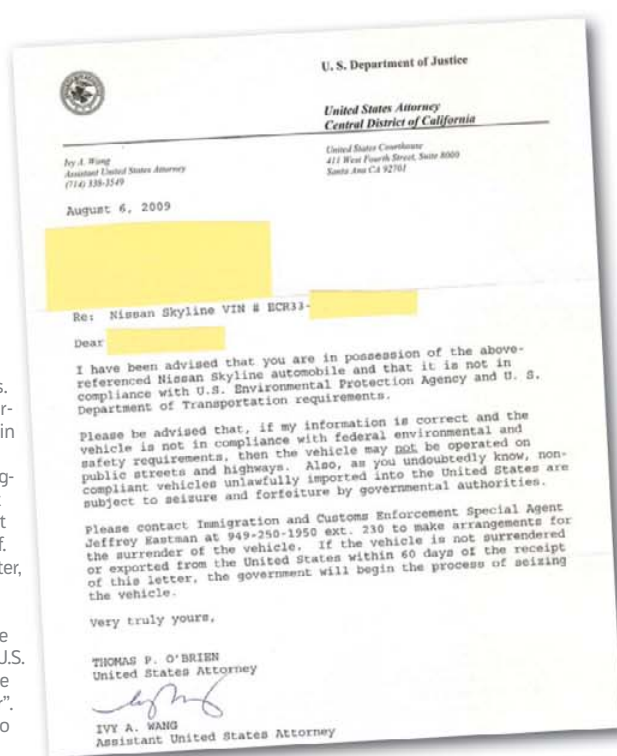 U. S. Department of Justice
United States Attorney
Central District of California
Ivy A. Wang
Assistant United States Attorney
(714) 338-3549
United States Courthouse
411 West Fourth Street, Suite 8000
Santa Ana CA 92701
August 6, 2009
Re: Nissan Skyline VIN # ECR33-
Dear
I have been advised that you are in possession of the above-
referenced Nissan Skyline automobile and that it is not in
compliance with U.S. Environmental Protection Agency and U. S.
Department of Transportation requirements.
Please be advised that, if my information is correct and the
vehicle is not in compliance with federal environmental and
safety requirements, then the vehicle may not be operated on
public streets and highways. Also, as you undoubtedly know, non-
compliant vehicles unlawfully imported into the United States are
subject to seizure and forfeiture by governmental authorities.
Please contact Immigration and Customs Enforcement Special Agent
Jeffrey Eastman at 949-250-1950 ext. 230 to make arrangements for
the surrender of the vehicle. If the vehicle is not surrendered
or exported from the United States within 60 days of the receipt
of this letter, the government will begin the process of seizing
the vehicle.
Very truly yours,
THOMAS P. O'BRIEN
United States Attorney
IVY A. WANG
Assistant United States Attorney
s.
r-
in
g-
t
f.
ter,
e
U.S.
e
r".
o